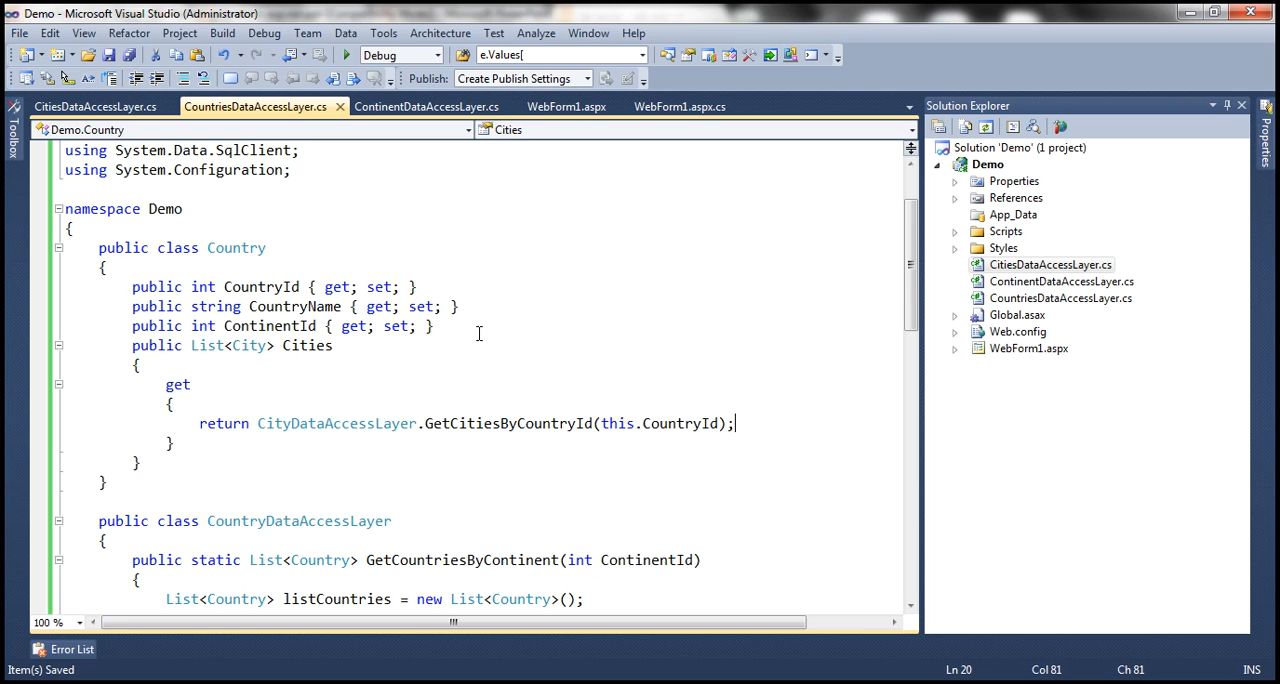 Demo - Microsoft Visual Studio (Administrator)
File Edit View Refactor Project Build Debug Team Data Tools Architecture Test Analyze Window Help
Debug e.Values[
Publish: Create Publish Settings
CitiesDataAccessLayer.cs CountriesDataAccessLayer.cs ContinentDataAccessLayer.cs WebForm1.aspx WebForm1.aspx.cs
Demo.Country Cities
Toolbox
using System.Data.SqlClient;
using System.Configuration;
namespace Demo
{
public class Country
{
public int CountryId { get; set; }
public string CountryName { get; set; }
public int ContinentId { get; set; }
public List<City> Cities
{
get
{
return CityDataAccessLayer.GetCitiesByCountryId(this.CountryId);
}
}
}
public class CountryDataAccessLayer
{
public static List<Country> GetCountriesByContinent(int ContinentId)
{
List<Country> listCountries = new List<Country>();
100 %
Solution Explorer
Solution 'Demo' (1 project)
Demo
Properties
References
App_Data
Scripts
Styles
CitiesDataAccessLayer.cs
ContinentDataAccessLayer.cs
CountriesDataAccessLayer.cs
Global.asax
Web.config
WebForm1.aspx
Properties
Error List
Item(s) Saved Ln 20 Col 81 Ch 81 INS